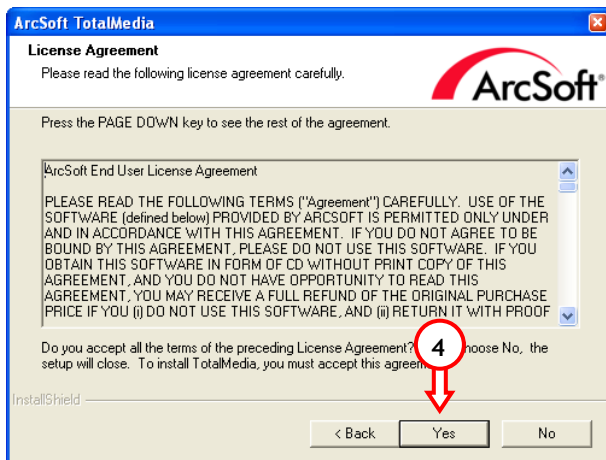 ArcSoft TotalMedia
License Agreement
Please read the following license agreement carefully.
ArcSoft®
Press the PAGE DOWN key to see the rest of the agreement.
ArcSoft End User License Agreement
PLEASE READ THE FOLLOWING TERMS ("Agreement") CAREFULLY. USE OF THE
SOFTWARE (defined below) PROVIDED BY ARCSOFT IS PERMITTED ONLY UNDER
AND IN ACCORDANCE WITH THIS AGREEMENT. IF YOU DO NOT AGREE TO BE
BOUND BY THIS AGREEMENT, PLEASE DO NOT USE THIS SOFTWARE. IF YOU
OBTAIN THIS SOFTWARE IN FORM OF CD WITHOUT PRINT COPY OF THIS
AGREEMENT, AND YOU DO NOT HAVE OPPORTUNITY TO READ THIS
AGREEMENT, YOU MAY RECEIVE A FULL REFUND OF THE ORIGINAL PURCHASE
PRICE IF YOU (i) DO NOT USE THIS SOFTWARE, AND (ii) RETURN IT WITH PROOF
Do you accept all the terms of the preceding License Agreement? hoose No, the
setup will close. To install TotalMedia, you must accept this agreem
4
InstallShield
< Back Yes No